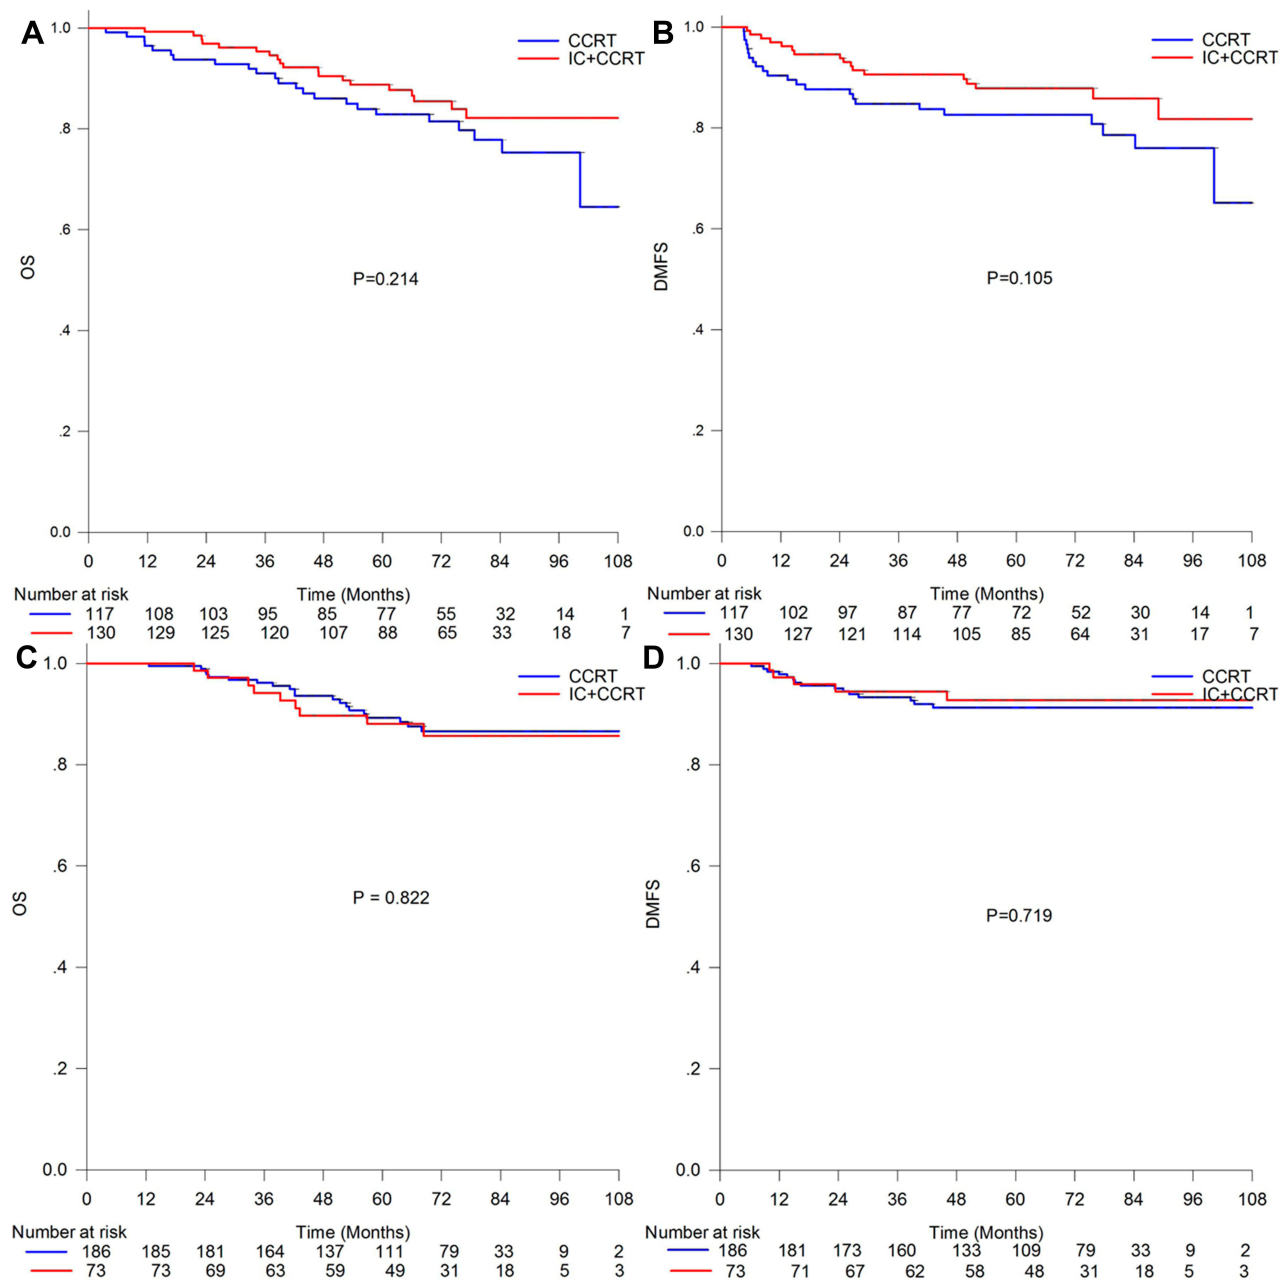 A
1.0
.8
.6
.4
.2
0.0
OS
CCRT
IC+CCRT
P=0.214
0 12 24 36 48 60 72 84 96 108
Number at risk
Time (Months)
117 108 103 95 85 77 55 32 14 1
130 129 125 120 107 88 65 33 18 7
B
1.0
.8
.6
.4
.2
0.0
DMFS
CCRT
IC+CCRT
P=0.105
0 12 24 36 48 60 72 84 96 108
Number at risk
Time (Months)
117 102 97 87 77 72 52 30 14 1
130 127 121 114 105 85 64 31 17 7
C
1.0
.8
.6
.4
.2
0.0
OS
CCRT
IC+CCRT
P = 0.822
0 12 24 36 48 60 72 84 96 108
Number at risk
Time (Months)
186 185 181 164 137 111 79 33 9 2
73 73 69 63 59 49 31 18 5 3
D
1.0
.8
.6
.4
.2
0.0
DMFS
CCRT
IC+CCRT
P=0.719
0 12 24 36 48 60 72 84 96 108
Number at risk
Time (Months)
186 181 173 160 133 109 79 33 9 2
73 71 67 62 58 48 31 18 5 3